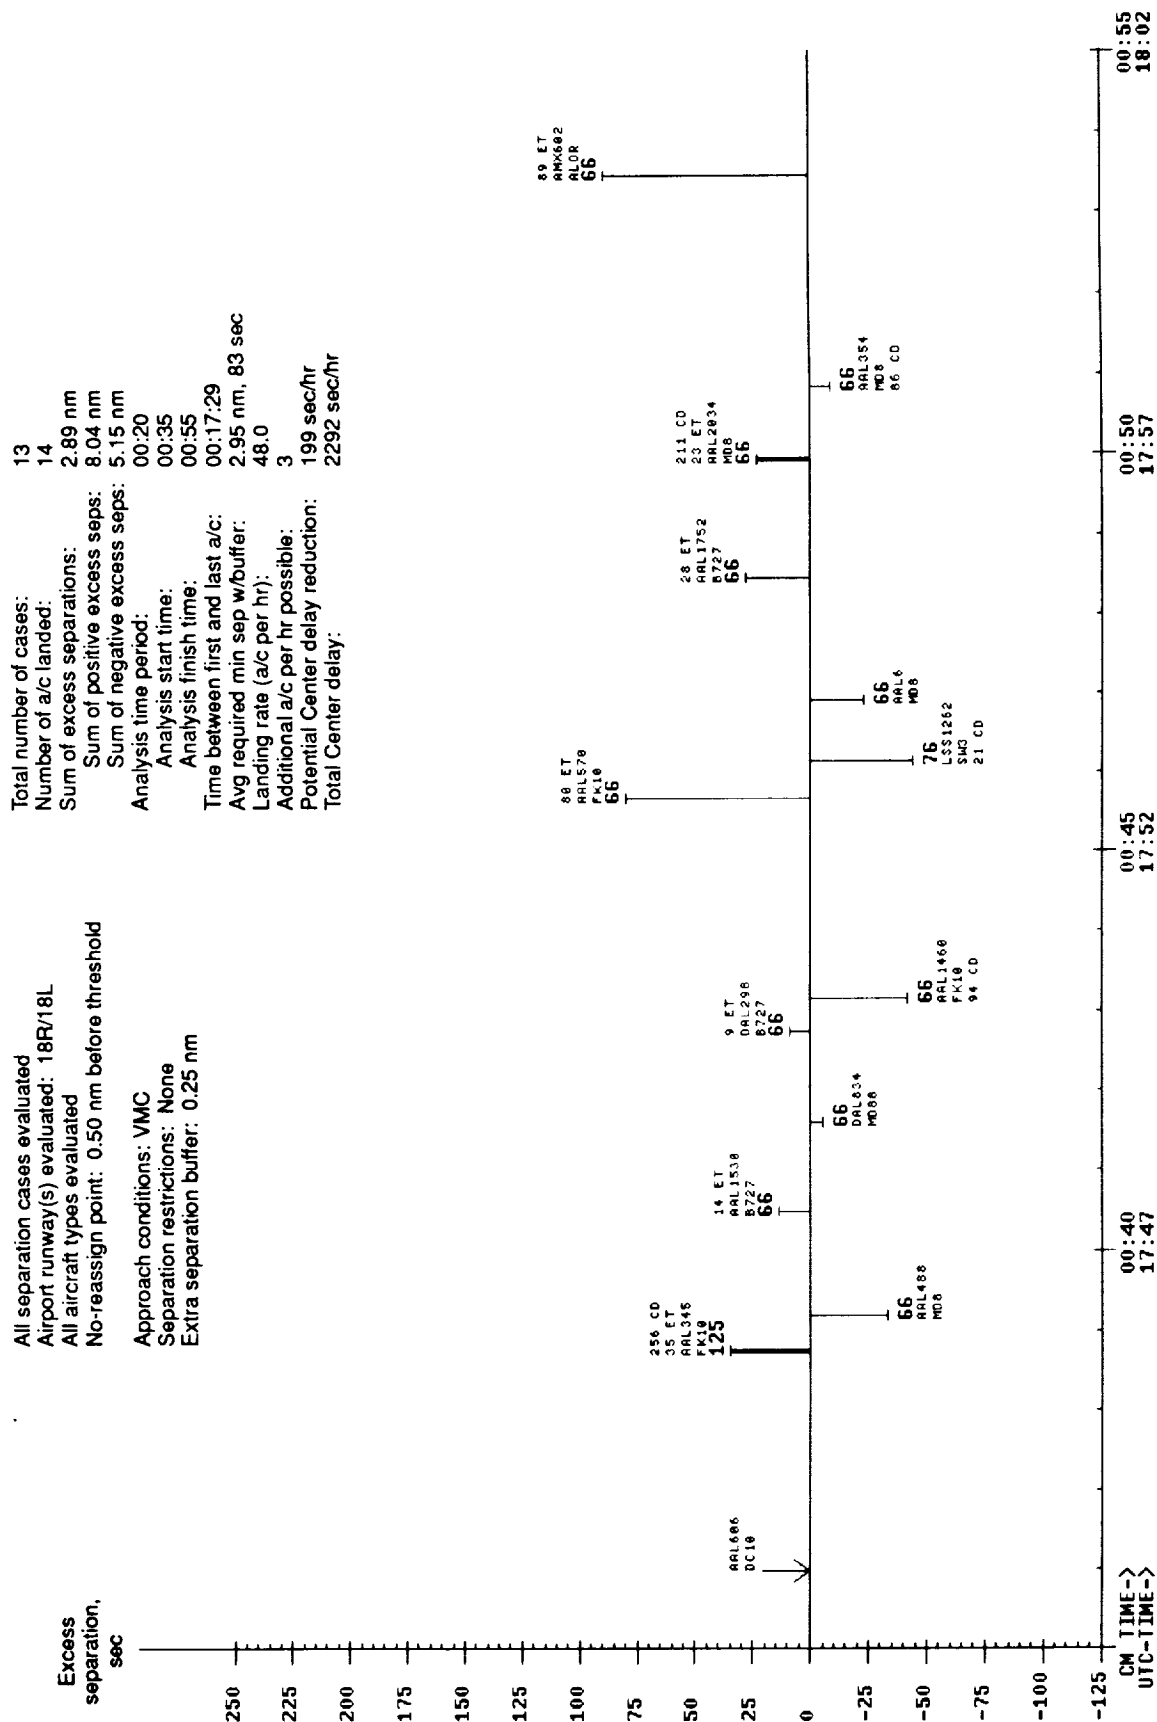 All separation cases evaluated
Airport runway(s) evaluated: 18R/18L
All aircraft types evaluated
No-reassign point: 0.50 nm before threshold
Approach conditions: VMC
Separation restrictions: None
Extra separation buffer: 0.25 nm
Total number of cases: 13
Number of a/c landed: 14
Sum of excess separations: 2.89 nm
Sum of positive excess seps: 8.04 nm
Sum of negative excess seps: 5.15 nm
Analysis time period: 00:20
Analysis start time: 00:35
Analysis finish time: 00:55
Time between first and last a/c: 00:17:29
Avg required min sep w/buffer: 2.95 nm, 83 sec
Landing rate (a/c per hr): 48.0
Additional a/c per hr possible: 3
Potential Center delay reduction: 199 sec/hr
Total Center delay: 2292 sec/hr
Excess
separation,
sec
250
225
200
175
150
125
100
75
50
25
0
-25
-50
-75
-100
-125
AAL606
DC10
256 CD
35 ET
AAL345
FK10
125
66
AAL488
MD8
14 ET
AAL1530
B727
66
66
DAL834
MD88
9 ET
DAL298
B727
66
66
AAL1460
FK10
94 CD
80 ET
AAL570
FK10
66
76
LSS1262
SW3
21 CD
66
AAL6
MD8
28 ET
AAL1752
B727
66
211 CD
23 ET
AAL2034
MD8
66
66
AAL354
MD8
86 CD
89 ET
AMX602
ALOR
66
CM TIME-> 00:40 00:45 00:50 00:55
UTC-TIME-> 17:47 17:52 17:57 18:02